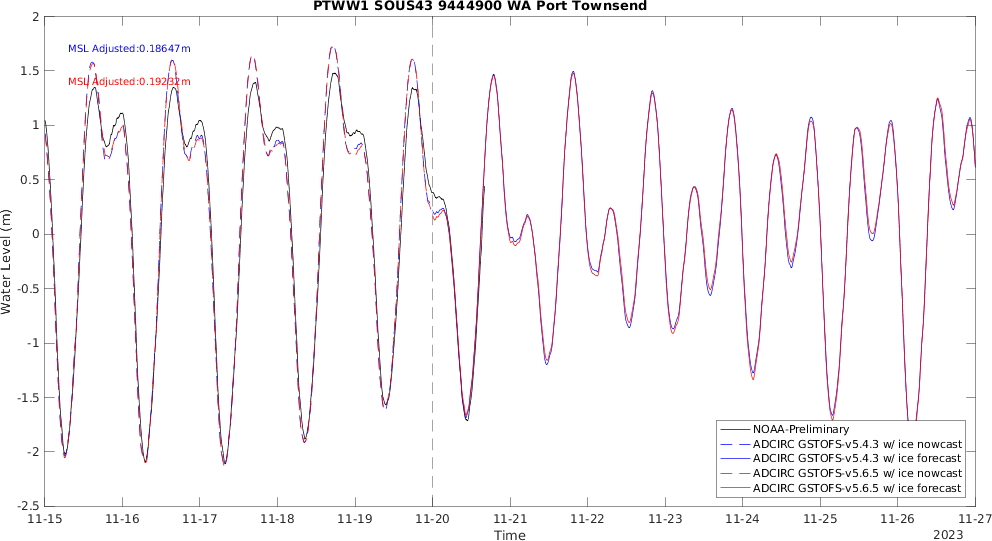 PTWW1 SOUS43 9444900 WA Port Townsend
MSL Adjusted:0.18647m
MSL Adjusted:0.19232m
Water Level (m)
2
1.5
1
0.5
0
-0.5
-1
-1.5
-2
-2.5
NOAA-Preliminary
ADCIRC GSTOFS-v5.4.3 w/ ice nowcast
ADCIRC GSTOFS-v5.4.3 w/ ice forecast
ADCIRC GSTOFS-v5.6.5 w/ ice nowcast
ADCIRC GSTOFS-v5.6.5 w/ ice forecast
11-15 11-16 11-17 11-18 11-19 11-20 11-21 11-22 11-23 11-24 11-25 11-26 11-27
Time
2023